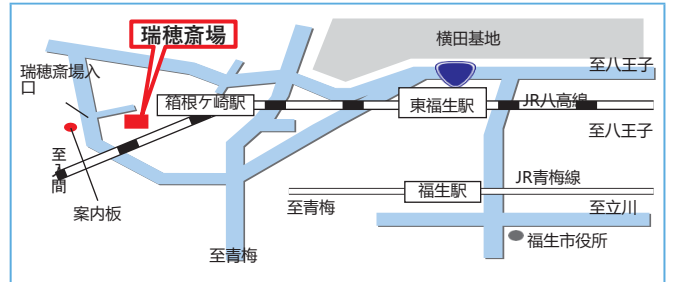 瑞穂斎場
横田基地
瑞穂斎場入
口
至八王子
箱根ケ崎駅
東福生駅
JR八高線
至八王子
至入間
JR青梅線
福生駅
案内板
至青梅
至立川
福生市役所
至青梅